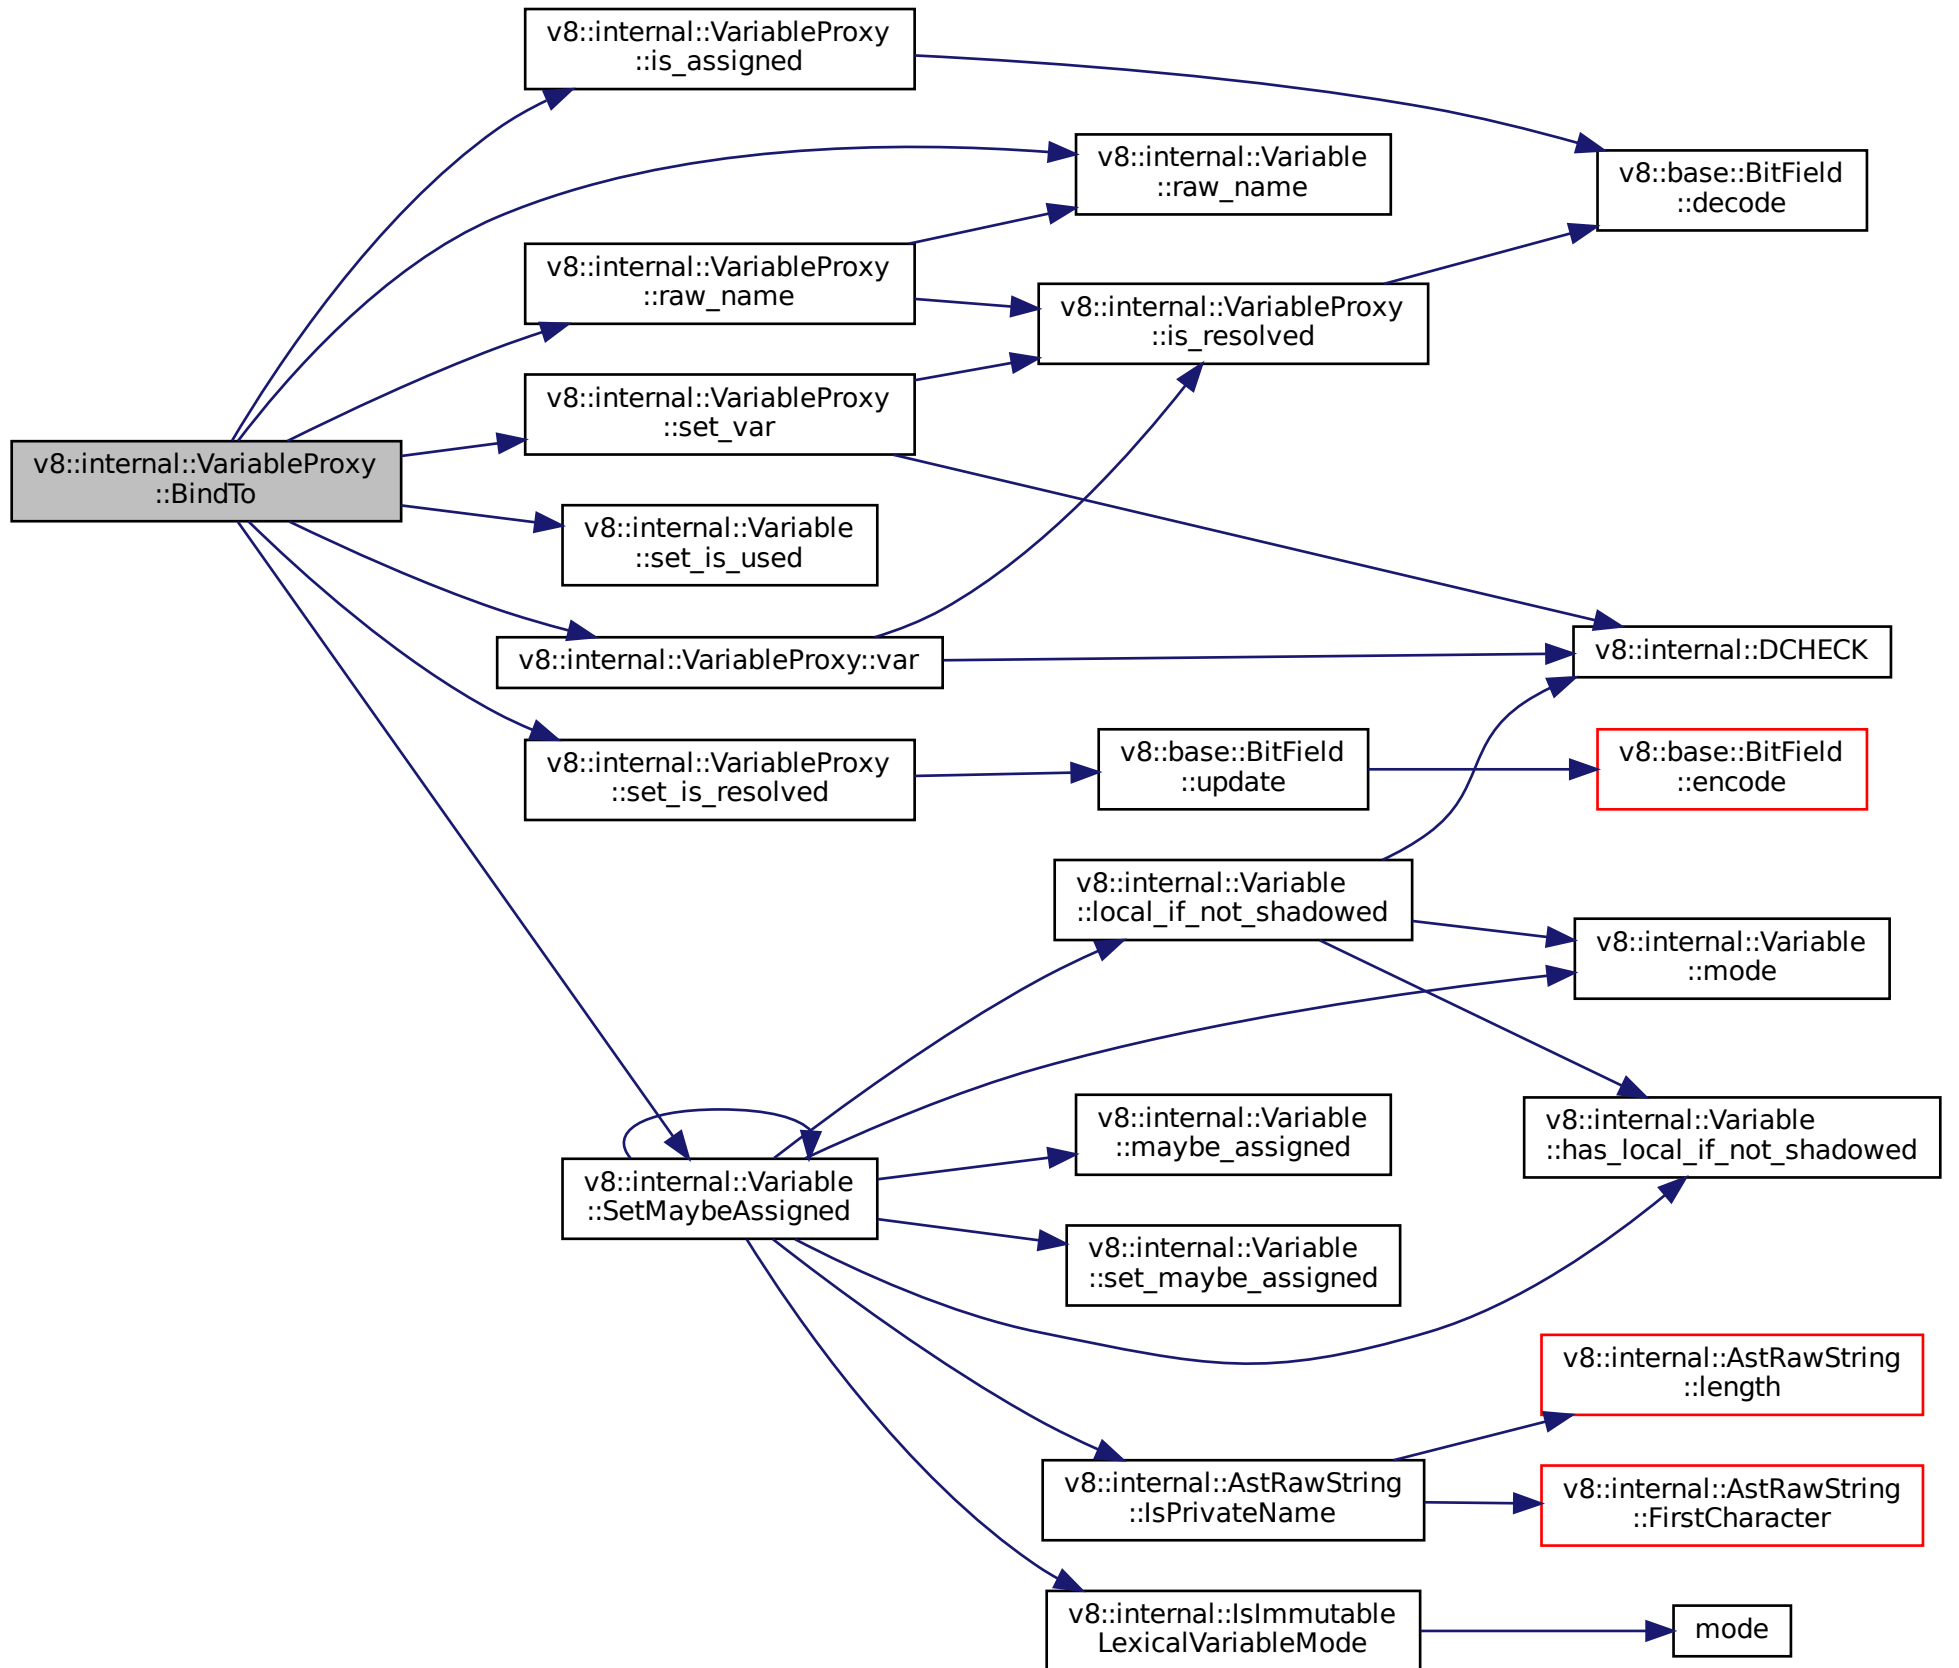 v8::internal::VariableProxy
::is_assigned
v8::internal::Variable
::raw_name
v8::base::BitField
::decode
v8::internal::VariableProxy
::raw_name
v8::internal::VariableProxy
::is_resolved
v8::internal::VariableProxy
::set_var
v8::internal::VariableProxy
::BindTo
v8::internal::Variable
::set_is_used
v8::internal::VariableProxy::var
v8::internal::DCHECK
v8::internal::VariableProxy
::set_is_resolved
v8::base::BitField
::update
v8::base::BitField
::encode
v8::internal::Variable
::local_if_not_shadowed
v8::internal::Variable
::mode
v8::internal::Variable
::maybe_assigned
v8::internal::Variable
::has_local_if_not_shadowed
v8::internal::Variable
::SetMaybeAssigned
v8::internal::Variable
::set_maybe_assigned
v8::internal::AstRawString
::length
v8::internal::AstRawString
::IsPrivateName
v8::internal::AstRawString
::FirstCharacter
v8::internal::IsImmutable
LexicalVariableMode
mode